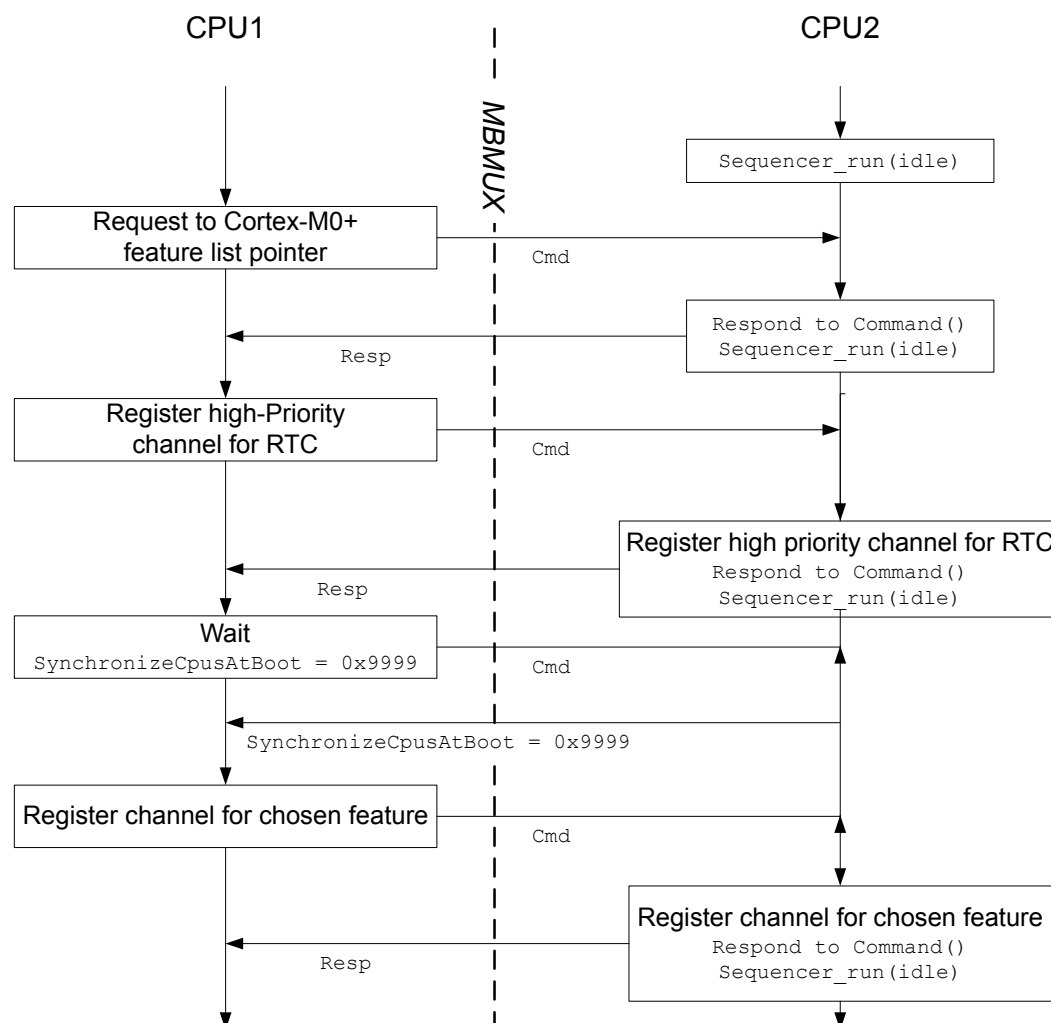 CPU1
CPU2
MBMUX
Sequencer_run(idle)
Request to Cortex-M0+
feature list pointer
Cmd
Respond to Command()
Sequencer_run(idle)
Resp
Register high-Priority
channel for RTC
Cmd
Register high priority channel for RTC
Respond to Command()
Sequencer_run(idle)
Resp
Wait
SynchronizeCpusAtBoot = 0x9999
Cmd
SynchronizeCpusAtBoot = 0x9999
Register channel for chosen feature
Cmd
Register channel for chosen feature
Respond to Command()
Sequencer_run(idle)
Resp